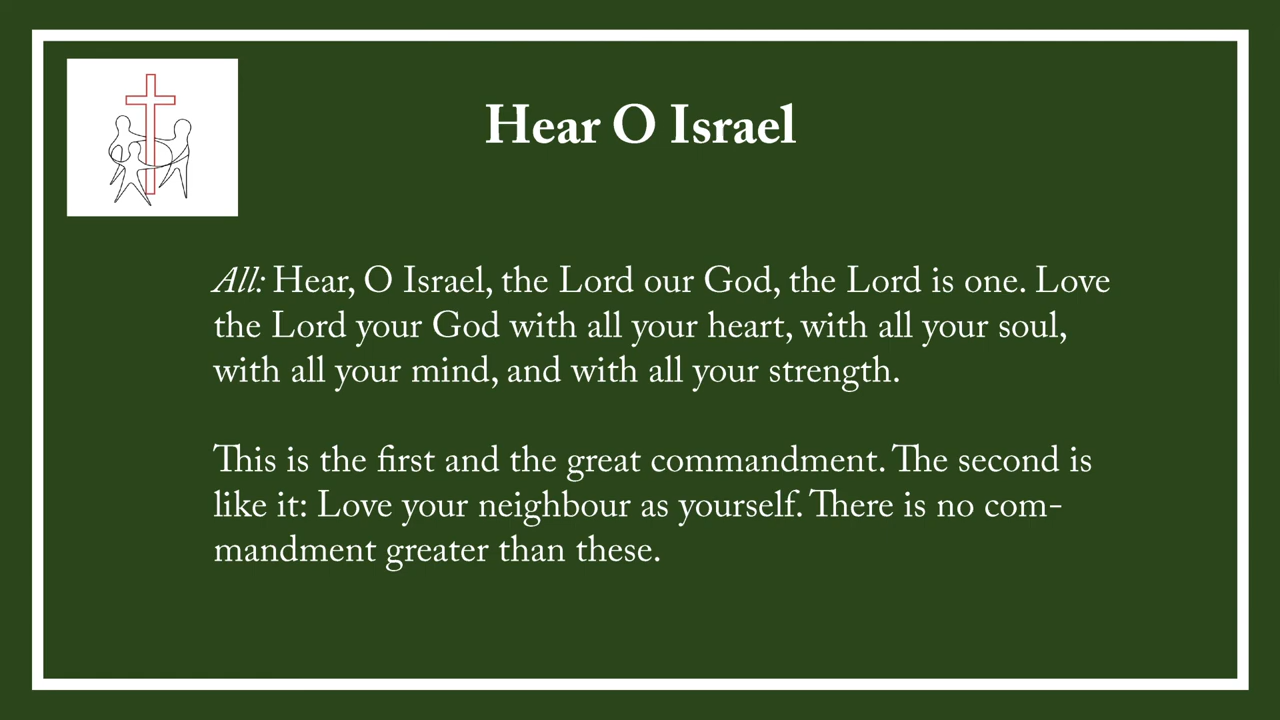 Hear O Israel
All: Hear, O Israel, the Lord our God, the Lord is one. Love
the Lord your God with all your heart, with all your soul,
with all your mind, and with all your strength.
This is the first and the great commandment. The second is
like it: Love your neighbour as yourself. There is no com-
mandment greater than these.